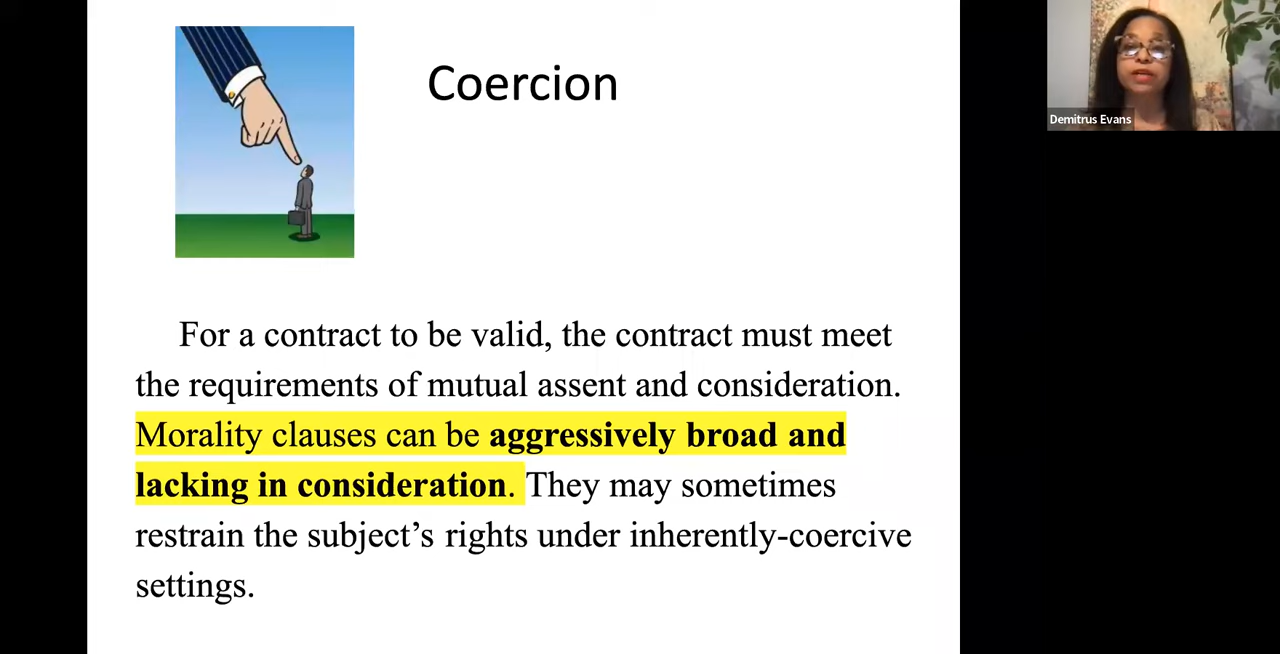 Coercion
Demitrus Evans
For a contract to be valid, the contract must meet
the requirements of mutual assent and consideration.
Morality clauses can be aggressively broad and
lacking in consideration. They may sometimes
restrain the subject’s rights under inherently-coercive
settings.